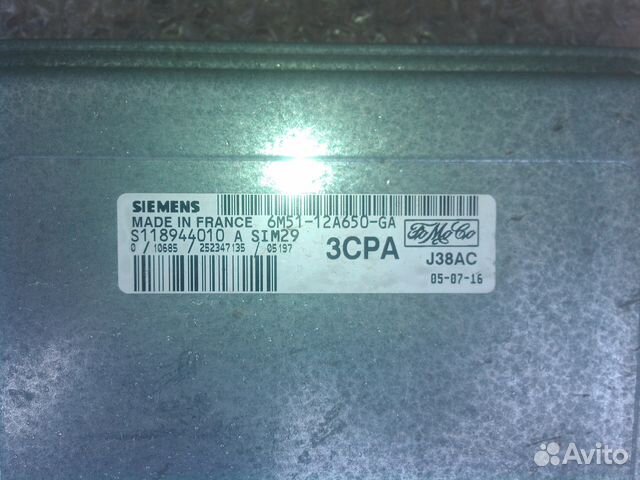 SIEMENS
MADE IN FRANCE 6M51-12A650-GA
S118944010 A SIM29
0 / 10685 / 252347135 / 05197
3CPA
FoMoCo
J38AC
05-07-16
Avito